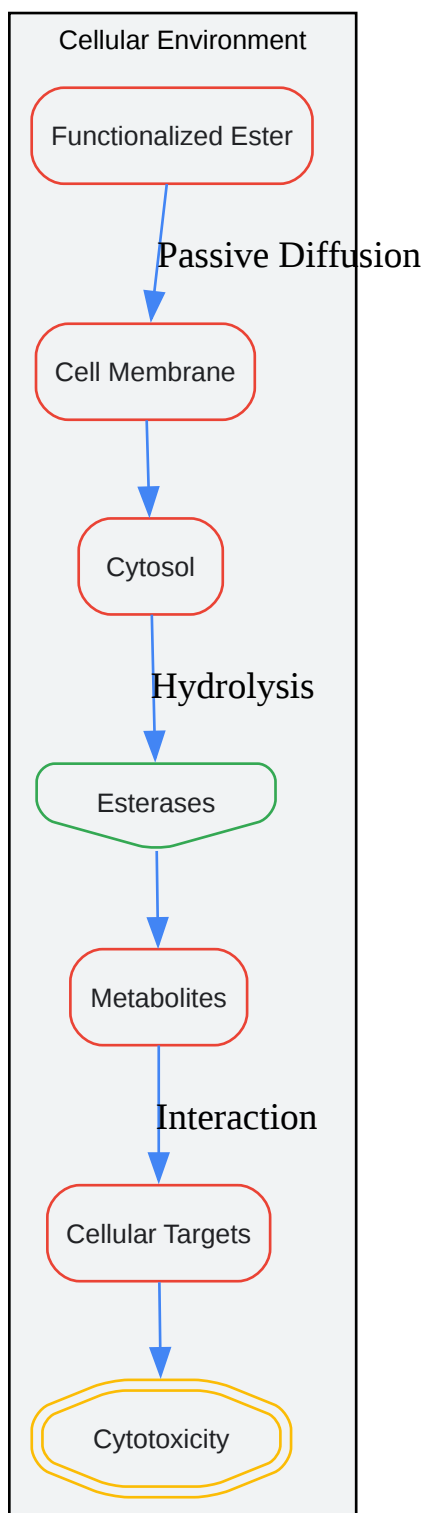 Cellular Environment
Functionalized Ester
Passive Diffusion
Cell Membrane
Cytosol
Hydrolysis
Esterases
Metabolites
Interaction
Cellular Targets
Cytotoxicity